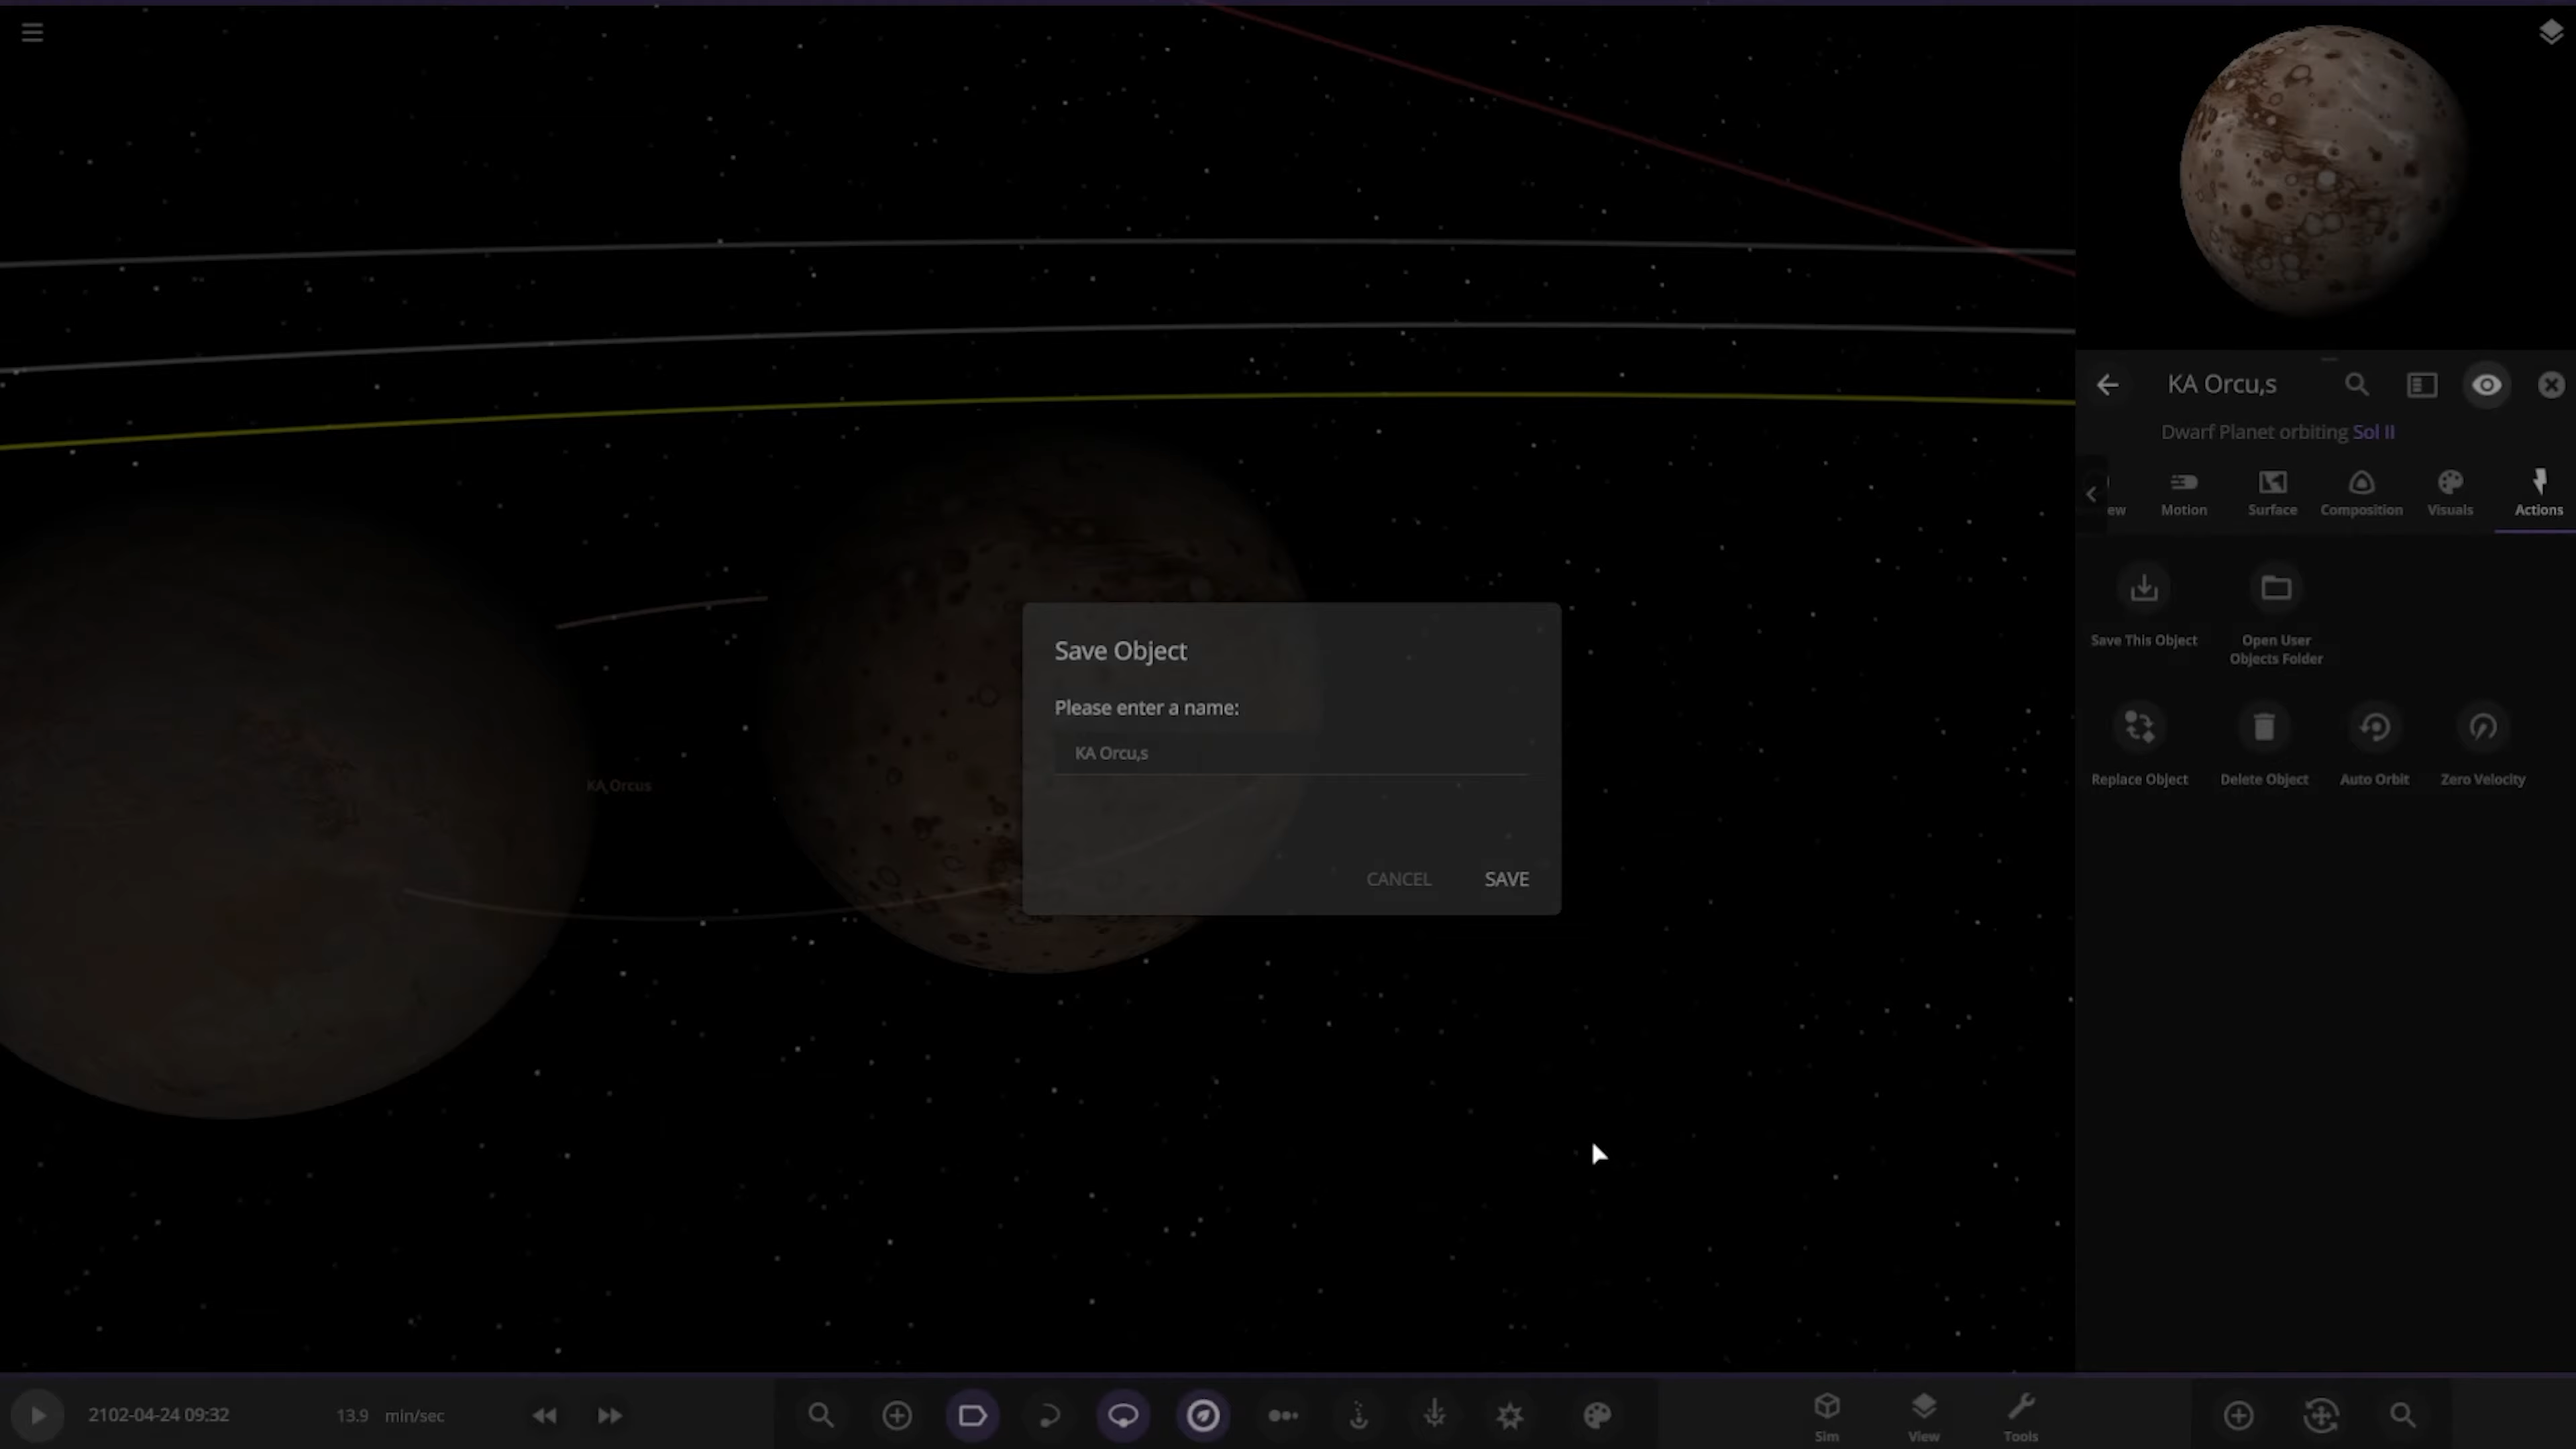 KA Orcu,s
Dwarf Planet orbiting Sol II
ew
Motion
Surface
Composition
Visuals
Actions
Save This Object
Open User
Objects Folder
Replace Object
Delete Object
Auto Orbit
Zero Velocity
KA Orcus
Save Object
Please enter a name:
KA Orcu,s
CANCEL
SAVE
2102-04-24 09:32
13.9 min/sec
Sim
View
Tools